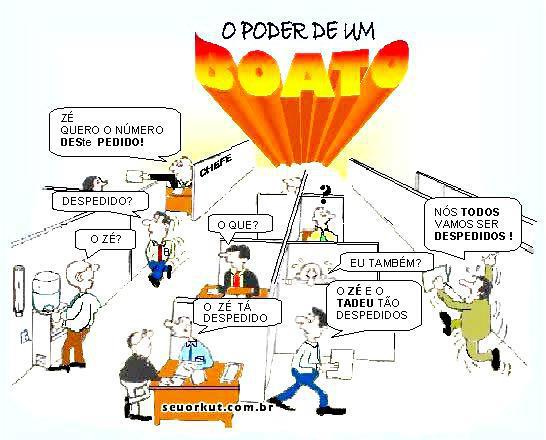 O PODER DE UM
BOATO
ZÉ
QUERO O NÚMERO
DESte PEDIDO!
CHEFE
DESPEDIDO?
O ZÉ?
O QUE?
?
NÓS TODOS
VAMOS SER
DESPEDIDOS !
EU TAMBÉM?
O ZÉ TÁ
DESPEDIDO
O ZÉ E O
TADEU TÃO
DESPEDIDOS
seuorkut.com.br